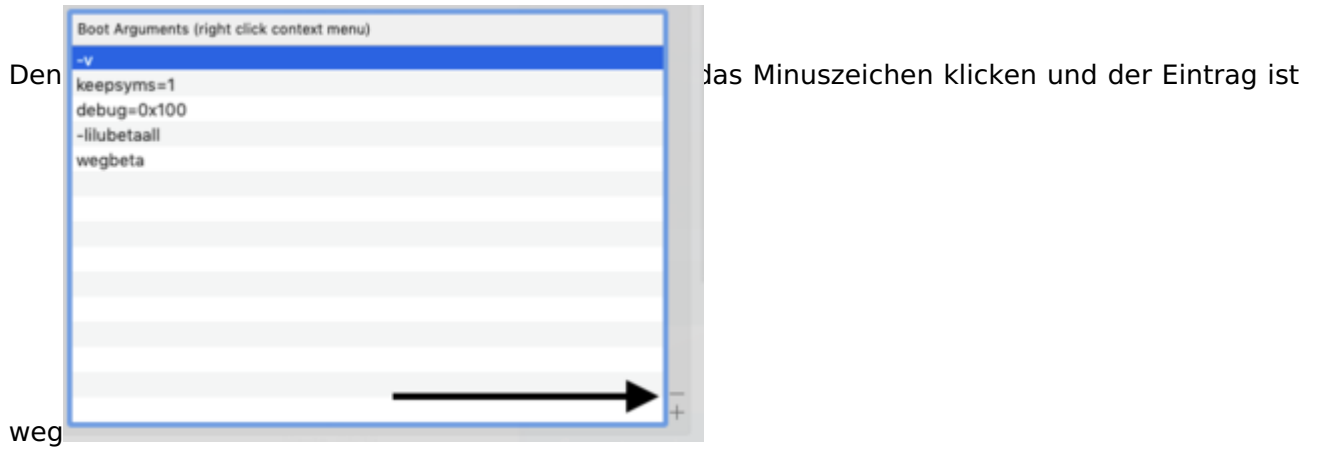 Boot Arguments (right click context menu)
-v
Den das Minuszeichen klicken und der Eintrag ist
keepsyms=1
debug=0x100
-lilubetaall
wegbeta
weg